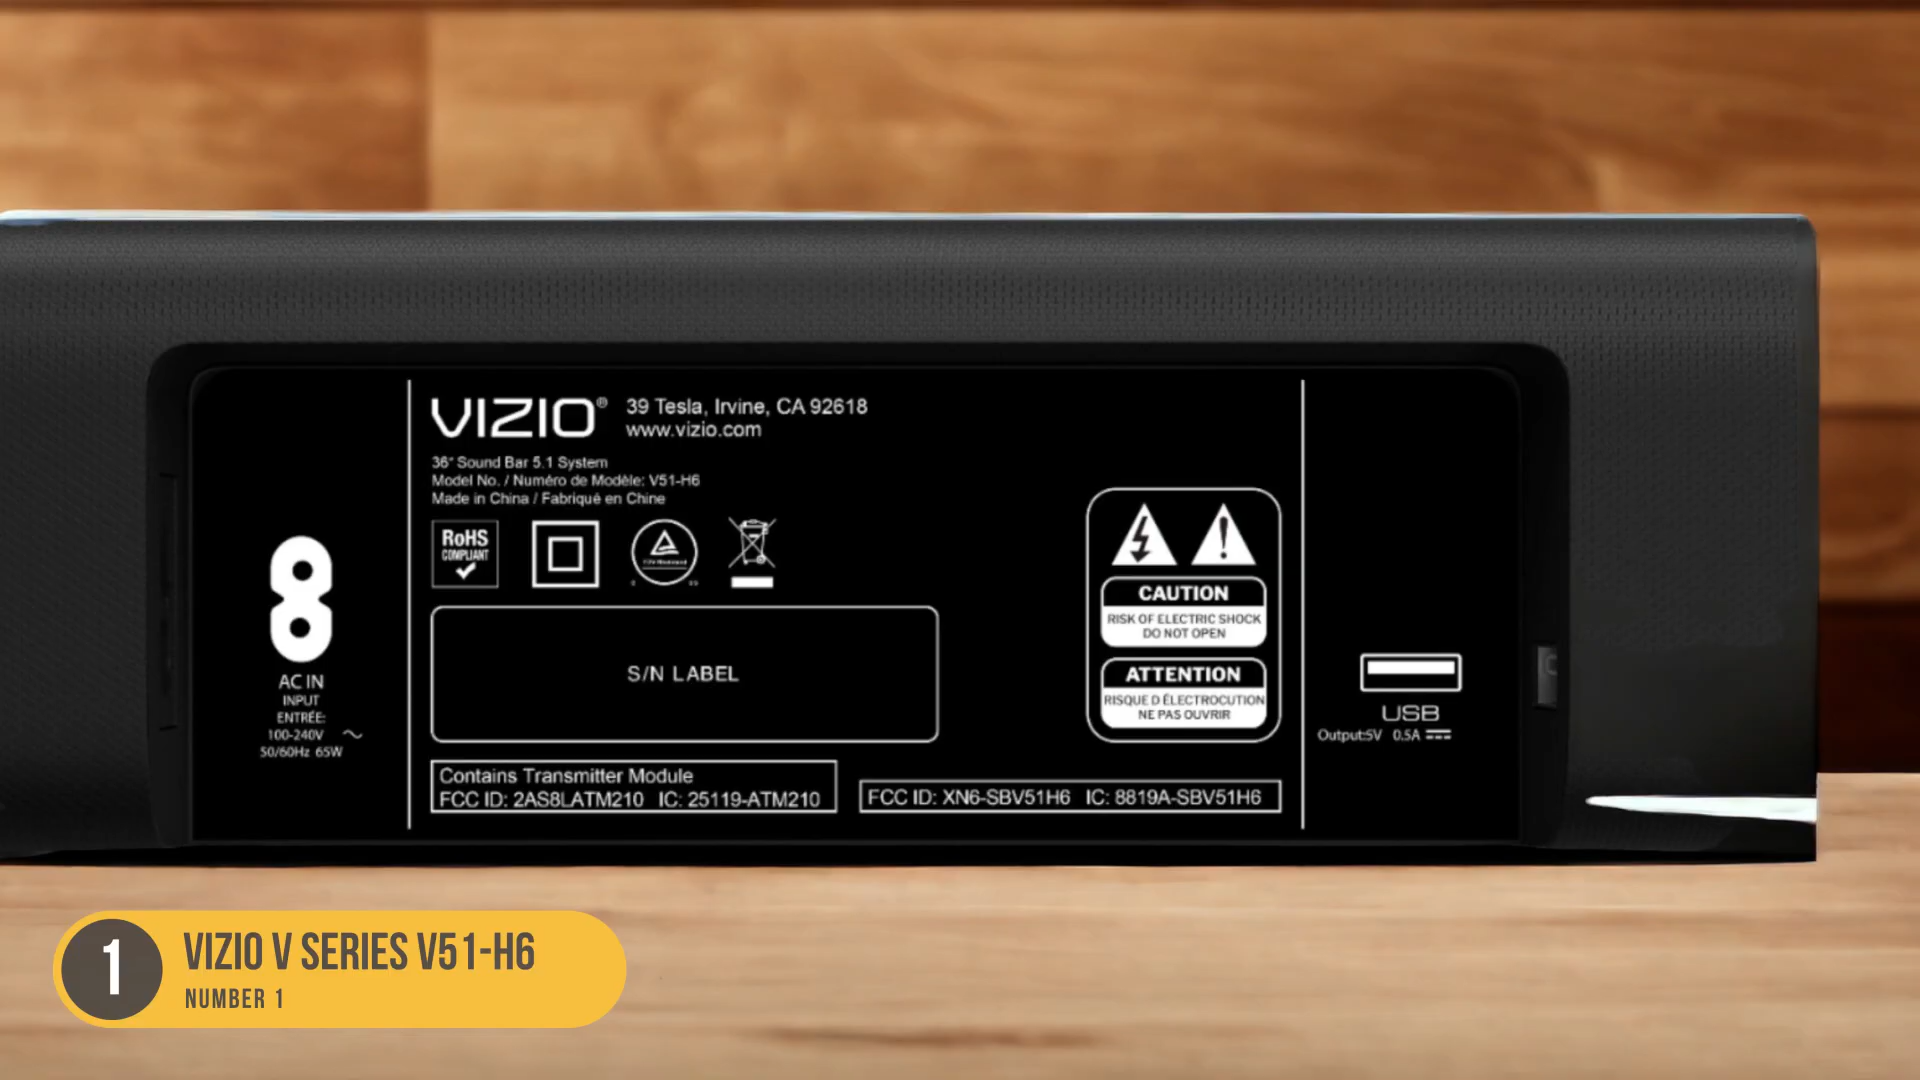 VIZIO® 39 Tesla, Irvine, CA 92618
www.vizio.com
36" Sound Bar 5.1 System
Model No. / Numéro de Modèle: V51-H6
Made in China / Fabriqué en Chine
RoHS
COMPLIANT
CAUTION
RISK OF ELECTRIC SHOCK
DO NOT OPEN
S/N LABEL
ATTENTION
RISQUE D ÉLECTROCUTION
NE PAS OUVRIR
AC IN
INPUT
ENTRÉE:
100-240V ~
50/60Hz 65W
USB
Output:5V 0.5A
Contains Transmitter Module
FCC ID: 2AS8LATM210 IC: 25119-ATM210
FCC ID: XN6-SBV51H6 IC: 8819A-SBV51H6
1
VIZIO V SERIES V51-H6
NUMBER 1